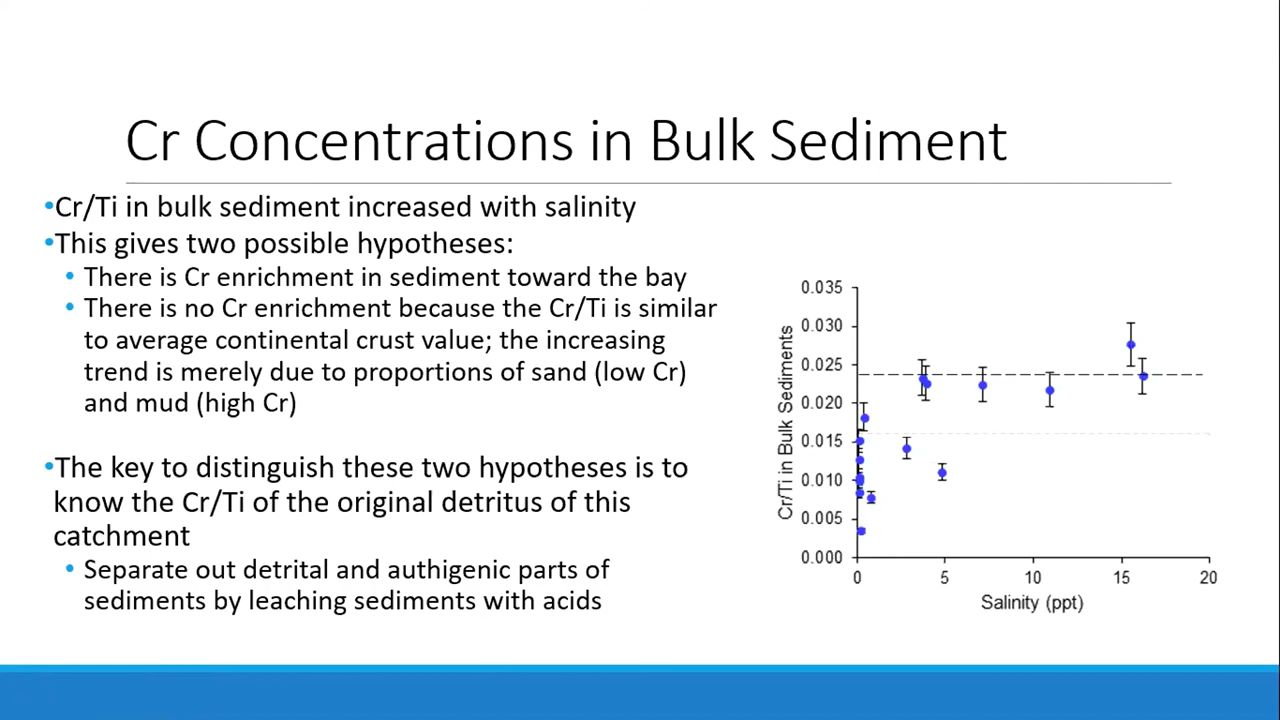 Cr Concentrations in Bulk Sediment
•Cr/Ti in bulk sediment increased with salinity
•This gives two possible hypotheses:
• There is Cr enrichment in sediment toward the bay
• There is no Cr enrichment because the Cr/Ti is similar
to average continental crust value; the increasing
trend is merely due to proportions of sand (low Cr)
and mud (high Cr)
•The key to distinguish these two hypotheses is to
know the Cr/Ti of the original detritus of this
catchment
• Separate out detrital and authigenic parts of
sediments by leaching sediments with acids
Cr/Ti in Bulk Sediments
0.035
0.030
0.025
0.020
0.015
0.010
0.005
0.000
0 5 10 15 20
Salinity (ppt)